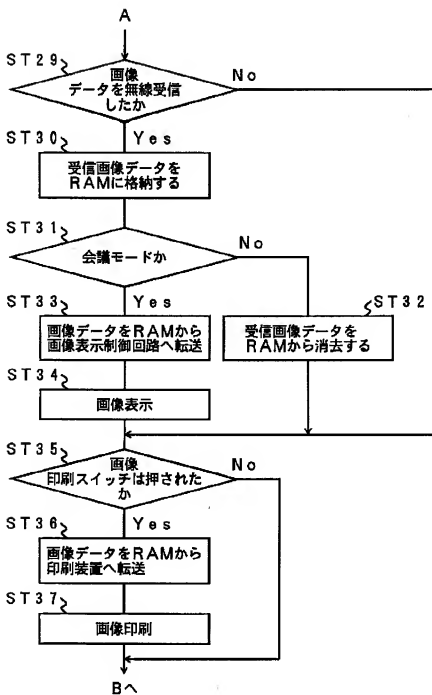 A
ST29
画像
データを無線受信
したか
No
Yes
ST30
受信画像データを
RAMに格納する
ST31
会議モードか
No
Yes
ST33
画像データをRAMから
画像表示制御回路へ転送
ST32
受信画像データを
RAMから消去する
ST34
画像表示
ST35
画像
印刷スイッチは押された
か
No
Yes
ST36
画像データをRAMから
印刷装置へ転送
ST37
画像印刷
Bへ